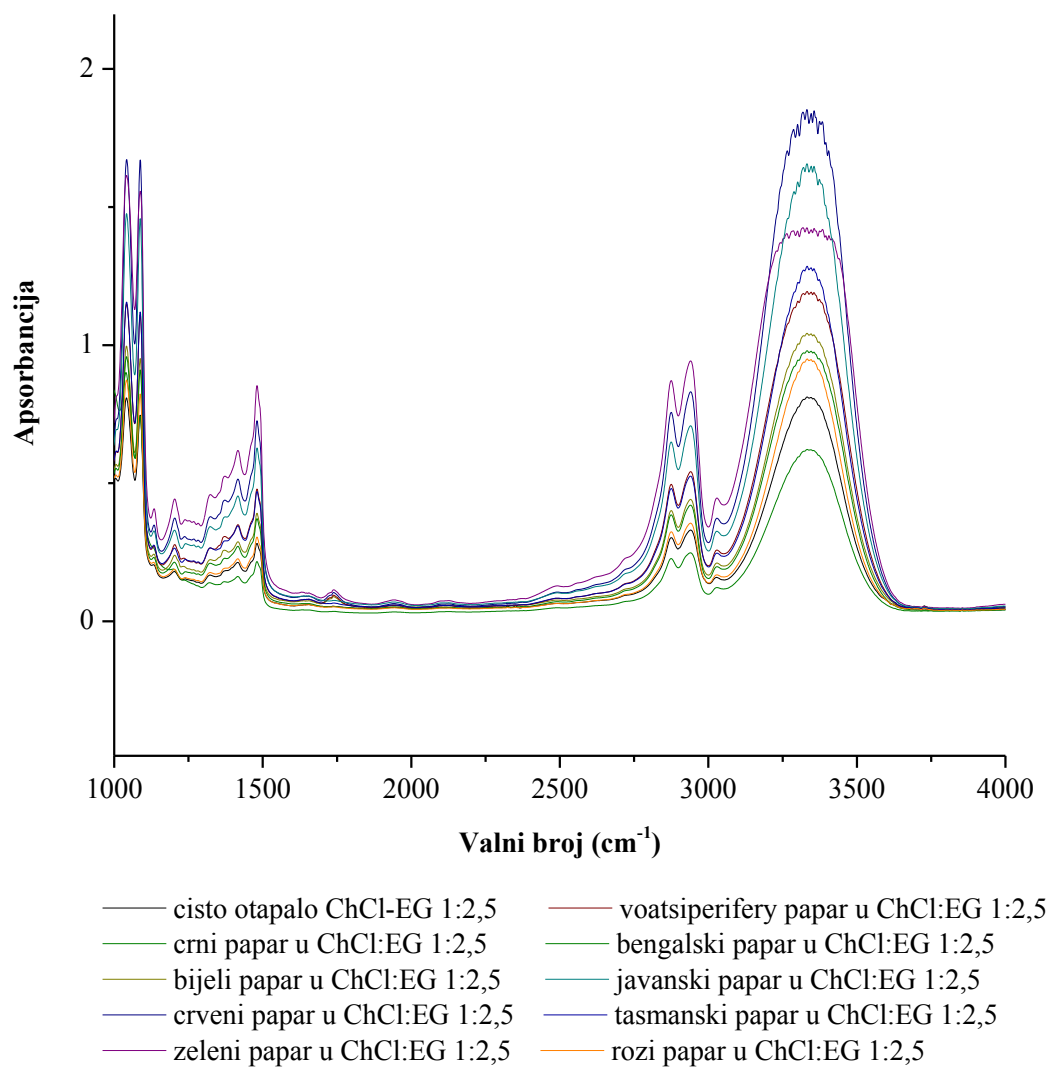 2
1
0
Apsorbancija
1000 1500 2000 2500 3000 3500 4000
Valni broj (cm-1)
cisto otapalo ChCl-EG 1:2,5 voatsiperifery papar u ChCl:EG 1:2,5
crni papar u ChCl:EG 1:2,5 bengalski papar u ChCl:EG 1:2,5
bijeli papar u ChCl:EG 1:2,5 javanski papar u ChCl:EG 1:2,5
crveni papar u ChCl:EG 1:2,5 tasmanski papar u ChCl:EG 1:2,5
zeleni papar u ChCl:EG 1:2,5 rozi papar u ChCl:EG 1:2,5